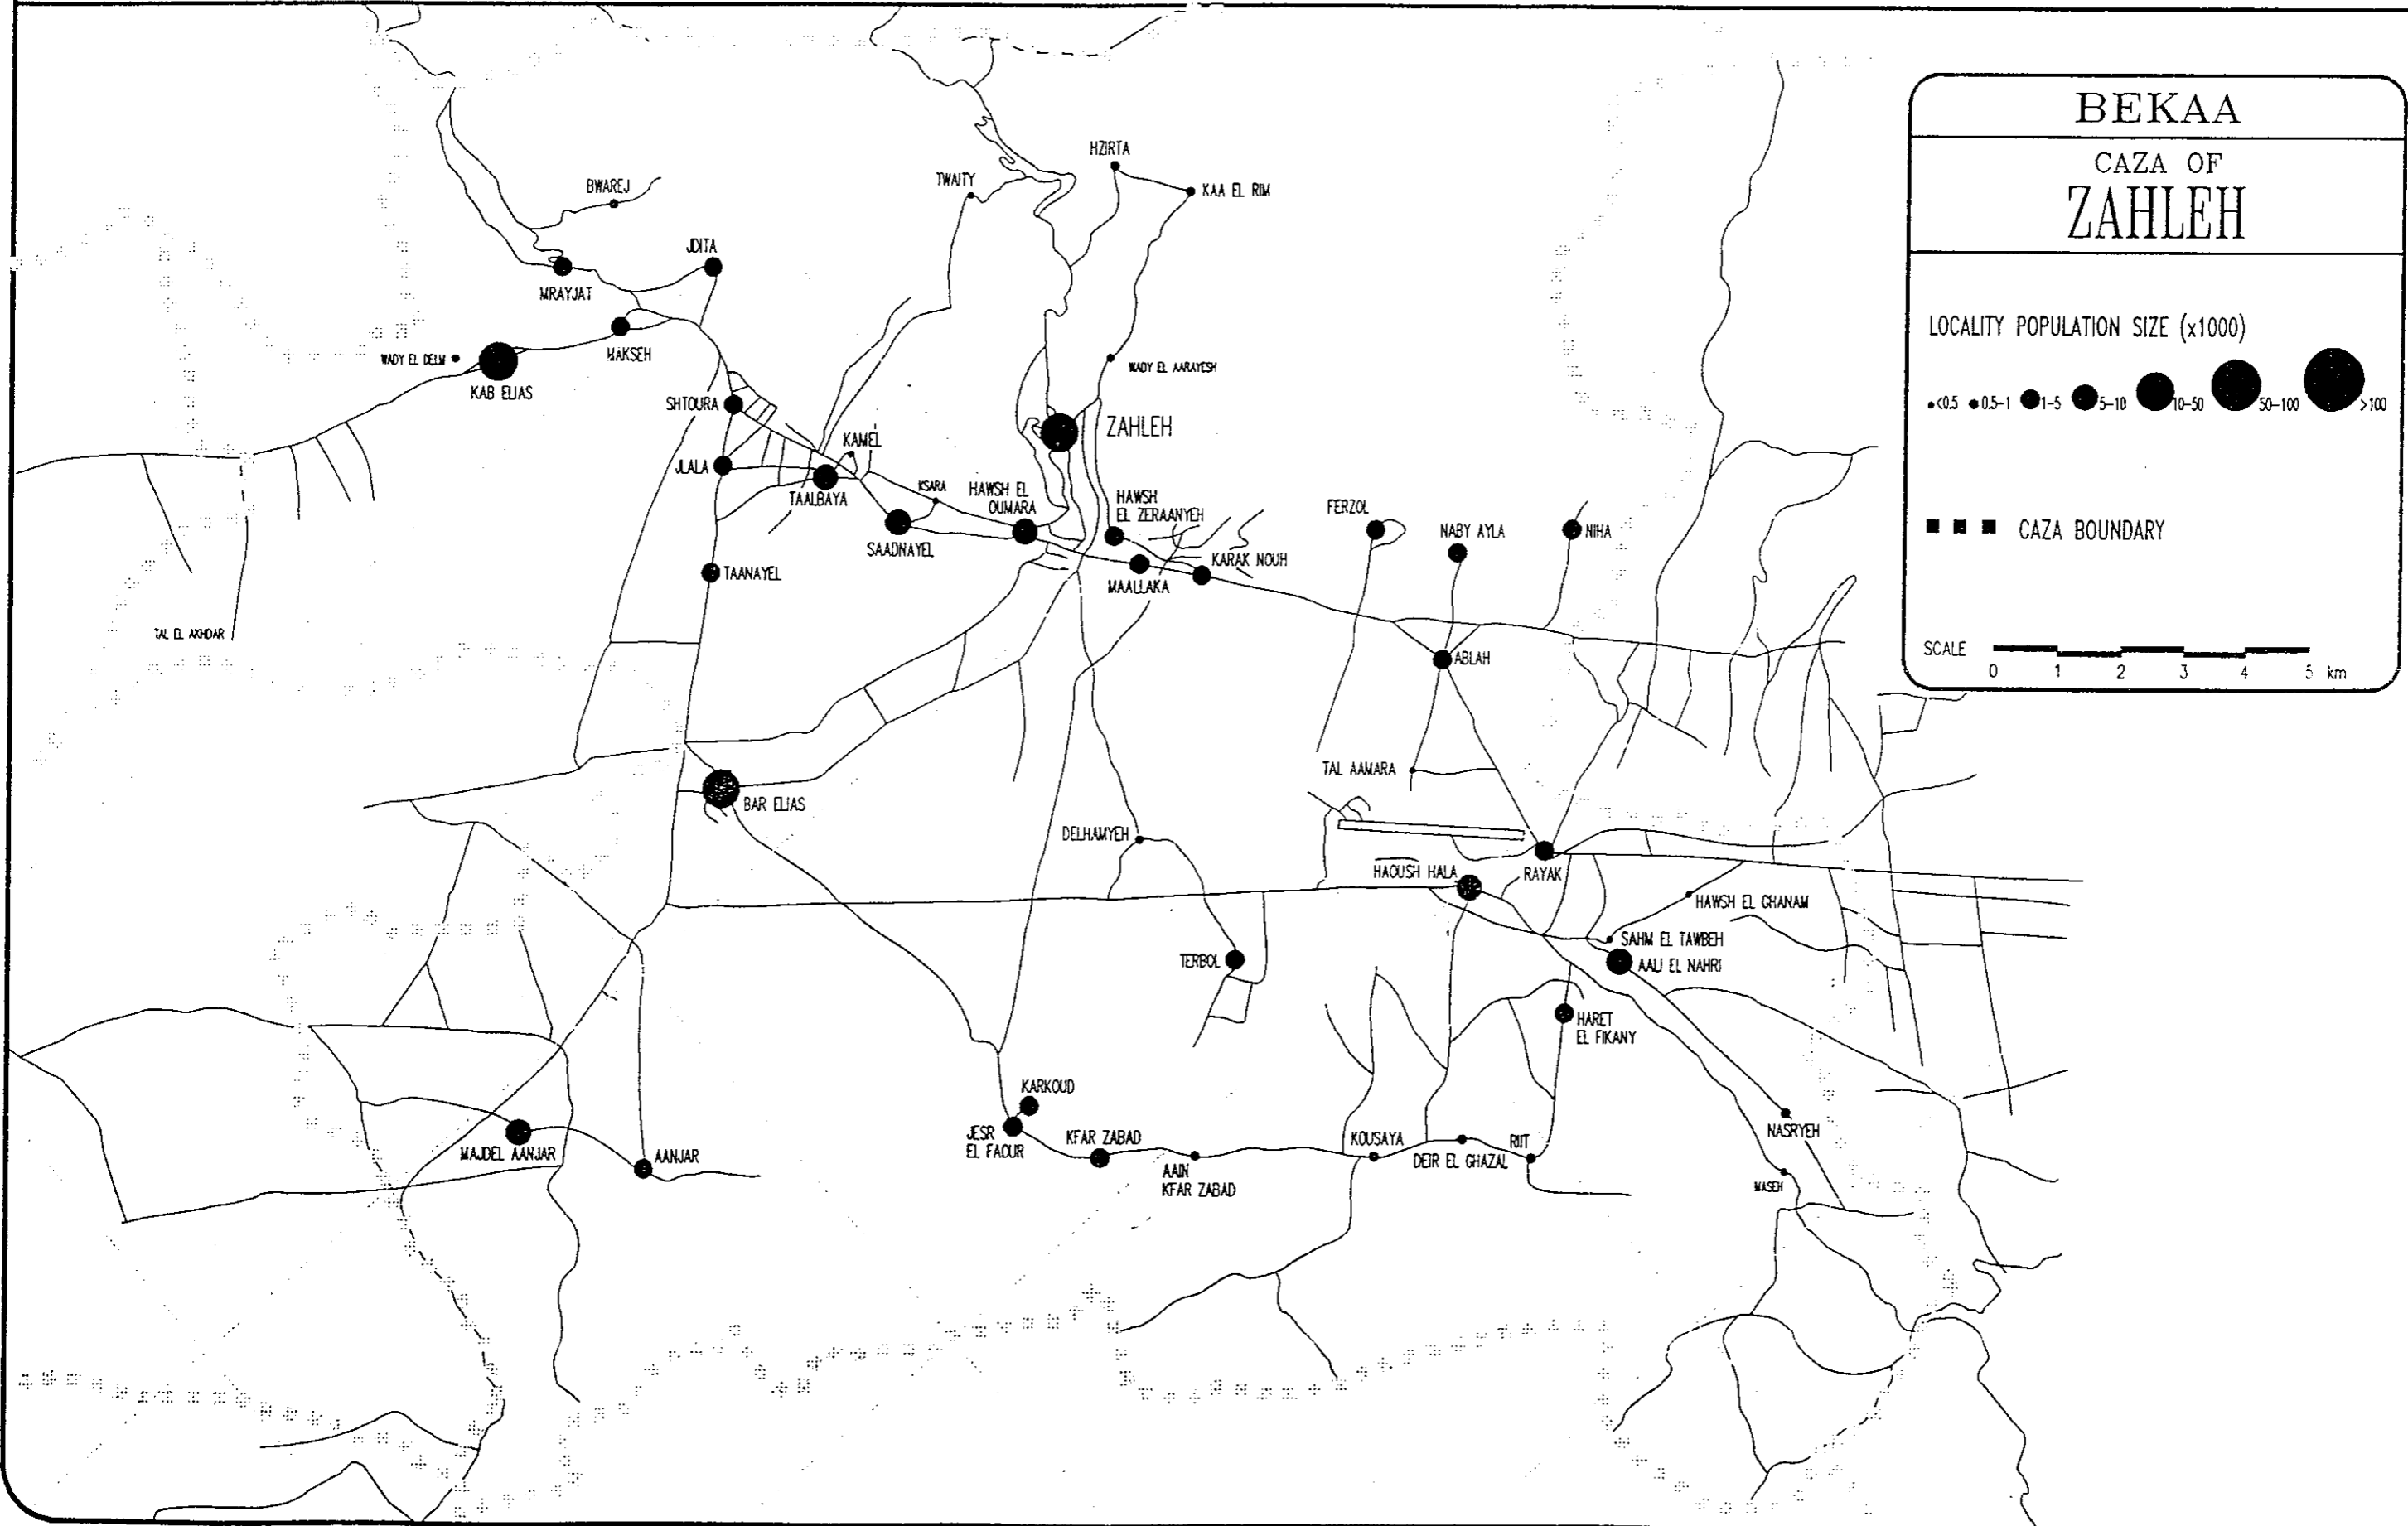 BEKAA
CAZA OF
ZAHLEH
LOCALITY POPULATION SIZE (x1000)
<0.5 0.5-1 1-5 5-10 10-50 50-100 >100
CAZA BOUNDARY
SCALE
0 1 2 3 4 5 km
HZIRTA
TWAITY
KAA EL RIM
BWAREJ
JDITA
MRAYJAT
MAKSEH
WADY EL DELM
KAB ELIAS
WADY EL AARAYESH
SHTOURA
ZAHLEH
KAMEL
JLALA
TAALBAYA
KSARA
HAWSH EL
OUMARA
HAWSH
EL ZERAANYEH
FERZOL
NABY AYLA
NIHA
SAADNAYEL
KARAK NOUH
TAANAYEL
MAALLAKA
TAL EL AKHDAR
ABLAH
TAL AAMARA
BAR ELIAS
DELHAMYEH
HAOUSH HALA
RAYAK
HAWSH EL GHANAM
SAHM EL TAWBEH
TERBOL
AALI EL NAHRI
HARET
EL FIKANY
KARKOUD
JESR
EL FAOUR
KFAR ZABAD
KOUSAYA
RIIT
NASRYEH
MAJDEL AANJAR
AANJAR
AAIN
KFAR ZABAD
DEIR EL GHAZAL
MASEH